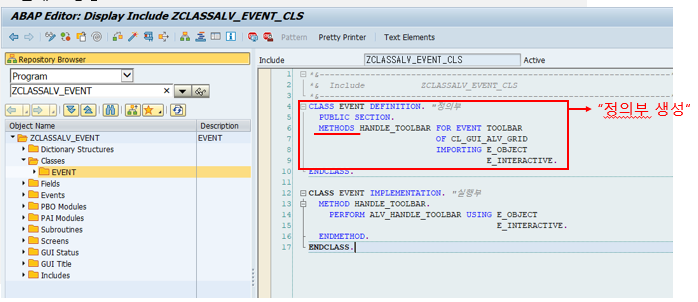 ABAP Editor: Display Include ZCLASSALV_EVENT_CLS
Pattern
Pretty Printer
Text Elements
Repository Browser
Program
ZCLASSALV_EVENT
Object Name
Description
ZCLASSALV_EVENT
EVENT
Dictionary Structures
Classes
EVENT
Fields
Events
PBO Modules
PAI Modules
Subroutines
Screens
GUI Status
GUI Title
Includes
Include
ZCLASSALV_EVENT_CLS
Active
1 *&---------------------------------------------------------------------
2 *&  Include           ZCLASSALV_EVENT_CLS
3 *&---------------------------------------------------------------------
4 CLASS EVENT DEFINITION. "정의부
5   PUBLIC SECTION.
6   METHODS HANDLE_TOOLBAR FOR EVENT TOOLBAR
7                          OF CL_GUI_ALV_GRID
8                          IMPORTING E_OBJECT
9                                    E_INTERACTIVE.
10 ENDCLASS.
11
12 CLASS EVENT IMPLEMENTATION. "실행부
13   METHOD HANDLE_TOOLBAR.
14     PERFORM ALV_HANDLE_TOOLBAR USING E_OBJECT
15                                      E_INTERACTIVE.
16   ENDMETHOD.
17 ENDCLASS.
"정의부 생성"